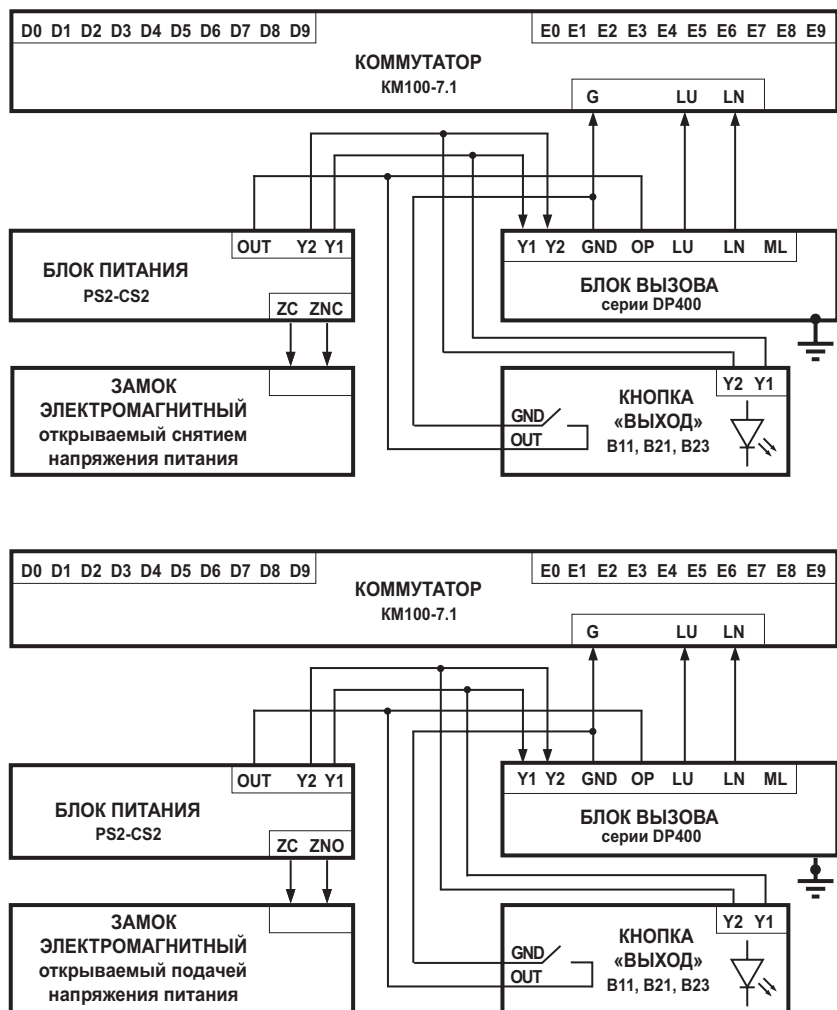 D0 D1 D2 D3 D4 D5 D6 D7 D8 D9
E0 E1 E2 E3 E4 E5 E6 E7 E8 E9
КОММУТАТОР
КМ100-7.1
G LU LN
OUT Y2 Y1
БЛОК ПИТАНИЯ
PS2-CS2
ZC ZNC
Y1 Y2 GND OP LU LN ML
БЛОК ВЫЗОВА
серии DP400
ЗАМОК
ЭЛЕКТРОМАГНИТНЫЙ
открываемый снятием
напряжения питания
Y2 Y1
GND
OUT
КНОПКА
«ВЫХОД»
B11, B21, B23
D0 D1 D2 D3 D4 D5 D6 D7 D8 D9
E0 E1 E2 E3 E4 E5 E6 E7 E8 E9
КОММУТАТОР
КМ100-7.1
G LU LN
OUT Y2 Y1
БЛОК ПИТАНИЯ
PS2-CS2
ZC ZNO
Y1 Y2 GND OP LU LN ML
БЛОК ВЫЗОВА
серии DP400
ЗАМОК
ЭЛЕКТРОМАГНИТНЫЙ
открываемый подачей
напряжения питания
Y2 Y1
GND
OUT
КНОПКА
«ВЫХОД»
B11, B21, B23